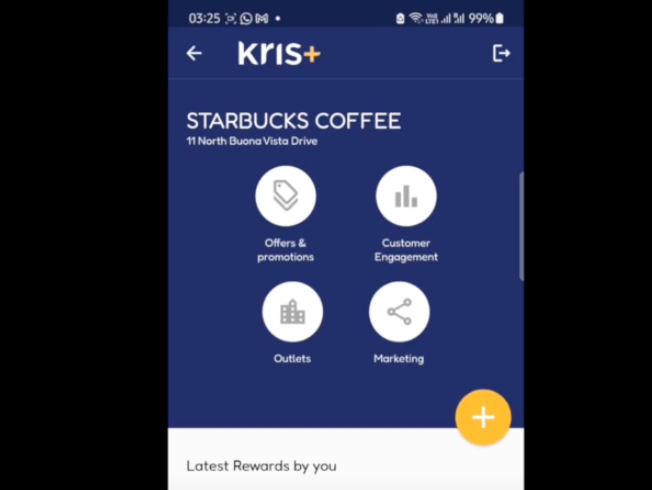 03:25
99%
Kris+
STARBUCKS COFFEE
11 North Buona Vista Drive
Offers &
promotions
Customer
Engagement
Outlets
Marketing
+
Latest Rewards by you